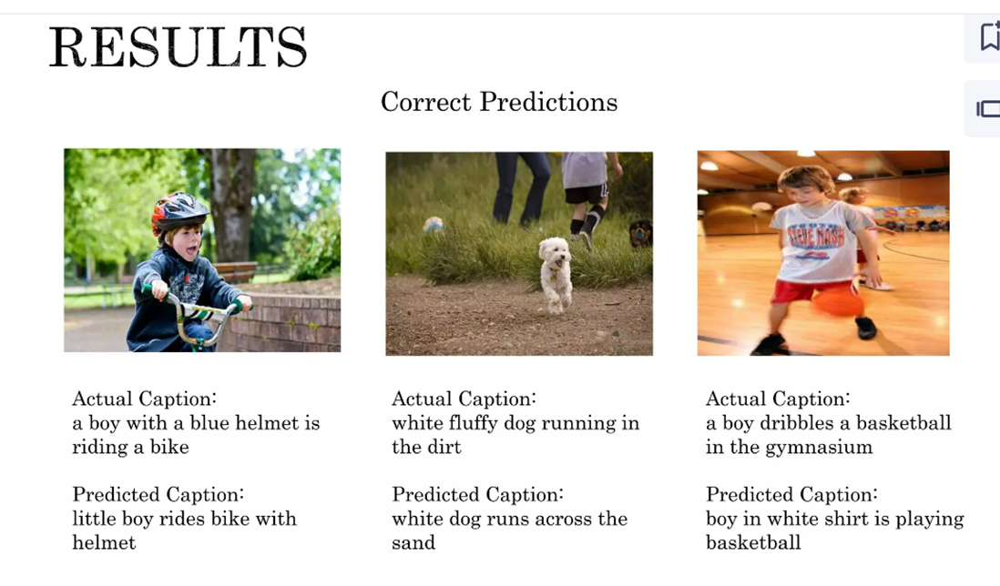 RESULTS
Correct Predictions
STEVE NASH
Actual Caption:
a boy with a blue helmet is
riding a bike
Predicted Caption:
little boy rides bike with
helmet
Actual Caption:
white fluffy dog running in
the dirt
Predicted Caption:
white dog runs across the
sand
Actual Caption:
a boy dribbles a basketball
in the gymnasium
Predicted Caption:
boy in white shirt is playing
basketball